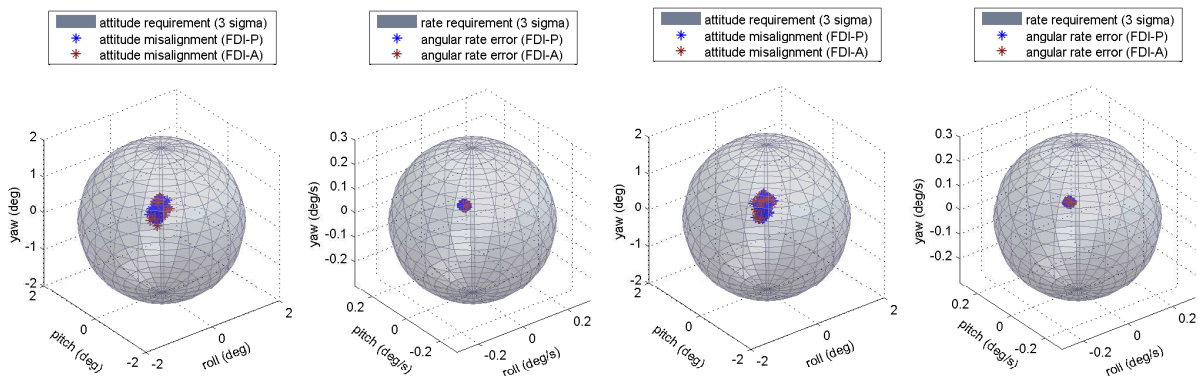 attitude requirement (3 sigma)
attitude misalignment (FDI-P)
attitude misalignment (FDI-A)
2
1
0
-1
-2
yaw (deg)
2
0
-2
pitch (deg)
-2
0
2
roll (deg)
rate requirement (3 sigma)
angular rate error (FDI-P)
angular rate error (FDI-A)
0.3
0.2
0.1
0
-0.1
-0.2
yaw (deg/s)
0.2
0
-0.2
pitch (deg/s)
-0.2
0
0.2
roll (deg/s)
attitude requirement (3 sigma)
attitude misalignment (FDI-P)
attitude misalignment (FDI-A)
2
1
0
-1
-2
yaw (deg)
2
0
-2
pitch (deg)
-2
0
2
roll (deg)
rate requirement (3 sigma)
angular rate error (FDI-P)
angular rate error (FDI-A)
0.3
0.2
0.1
0
-0.1
-0.2
yaw (deg/s)
0.2
0
-0.2
pitch (deg/s)
-0.2
0
0.2
roll (deg/s)